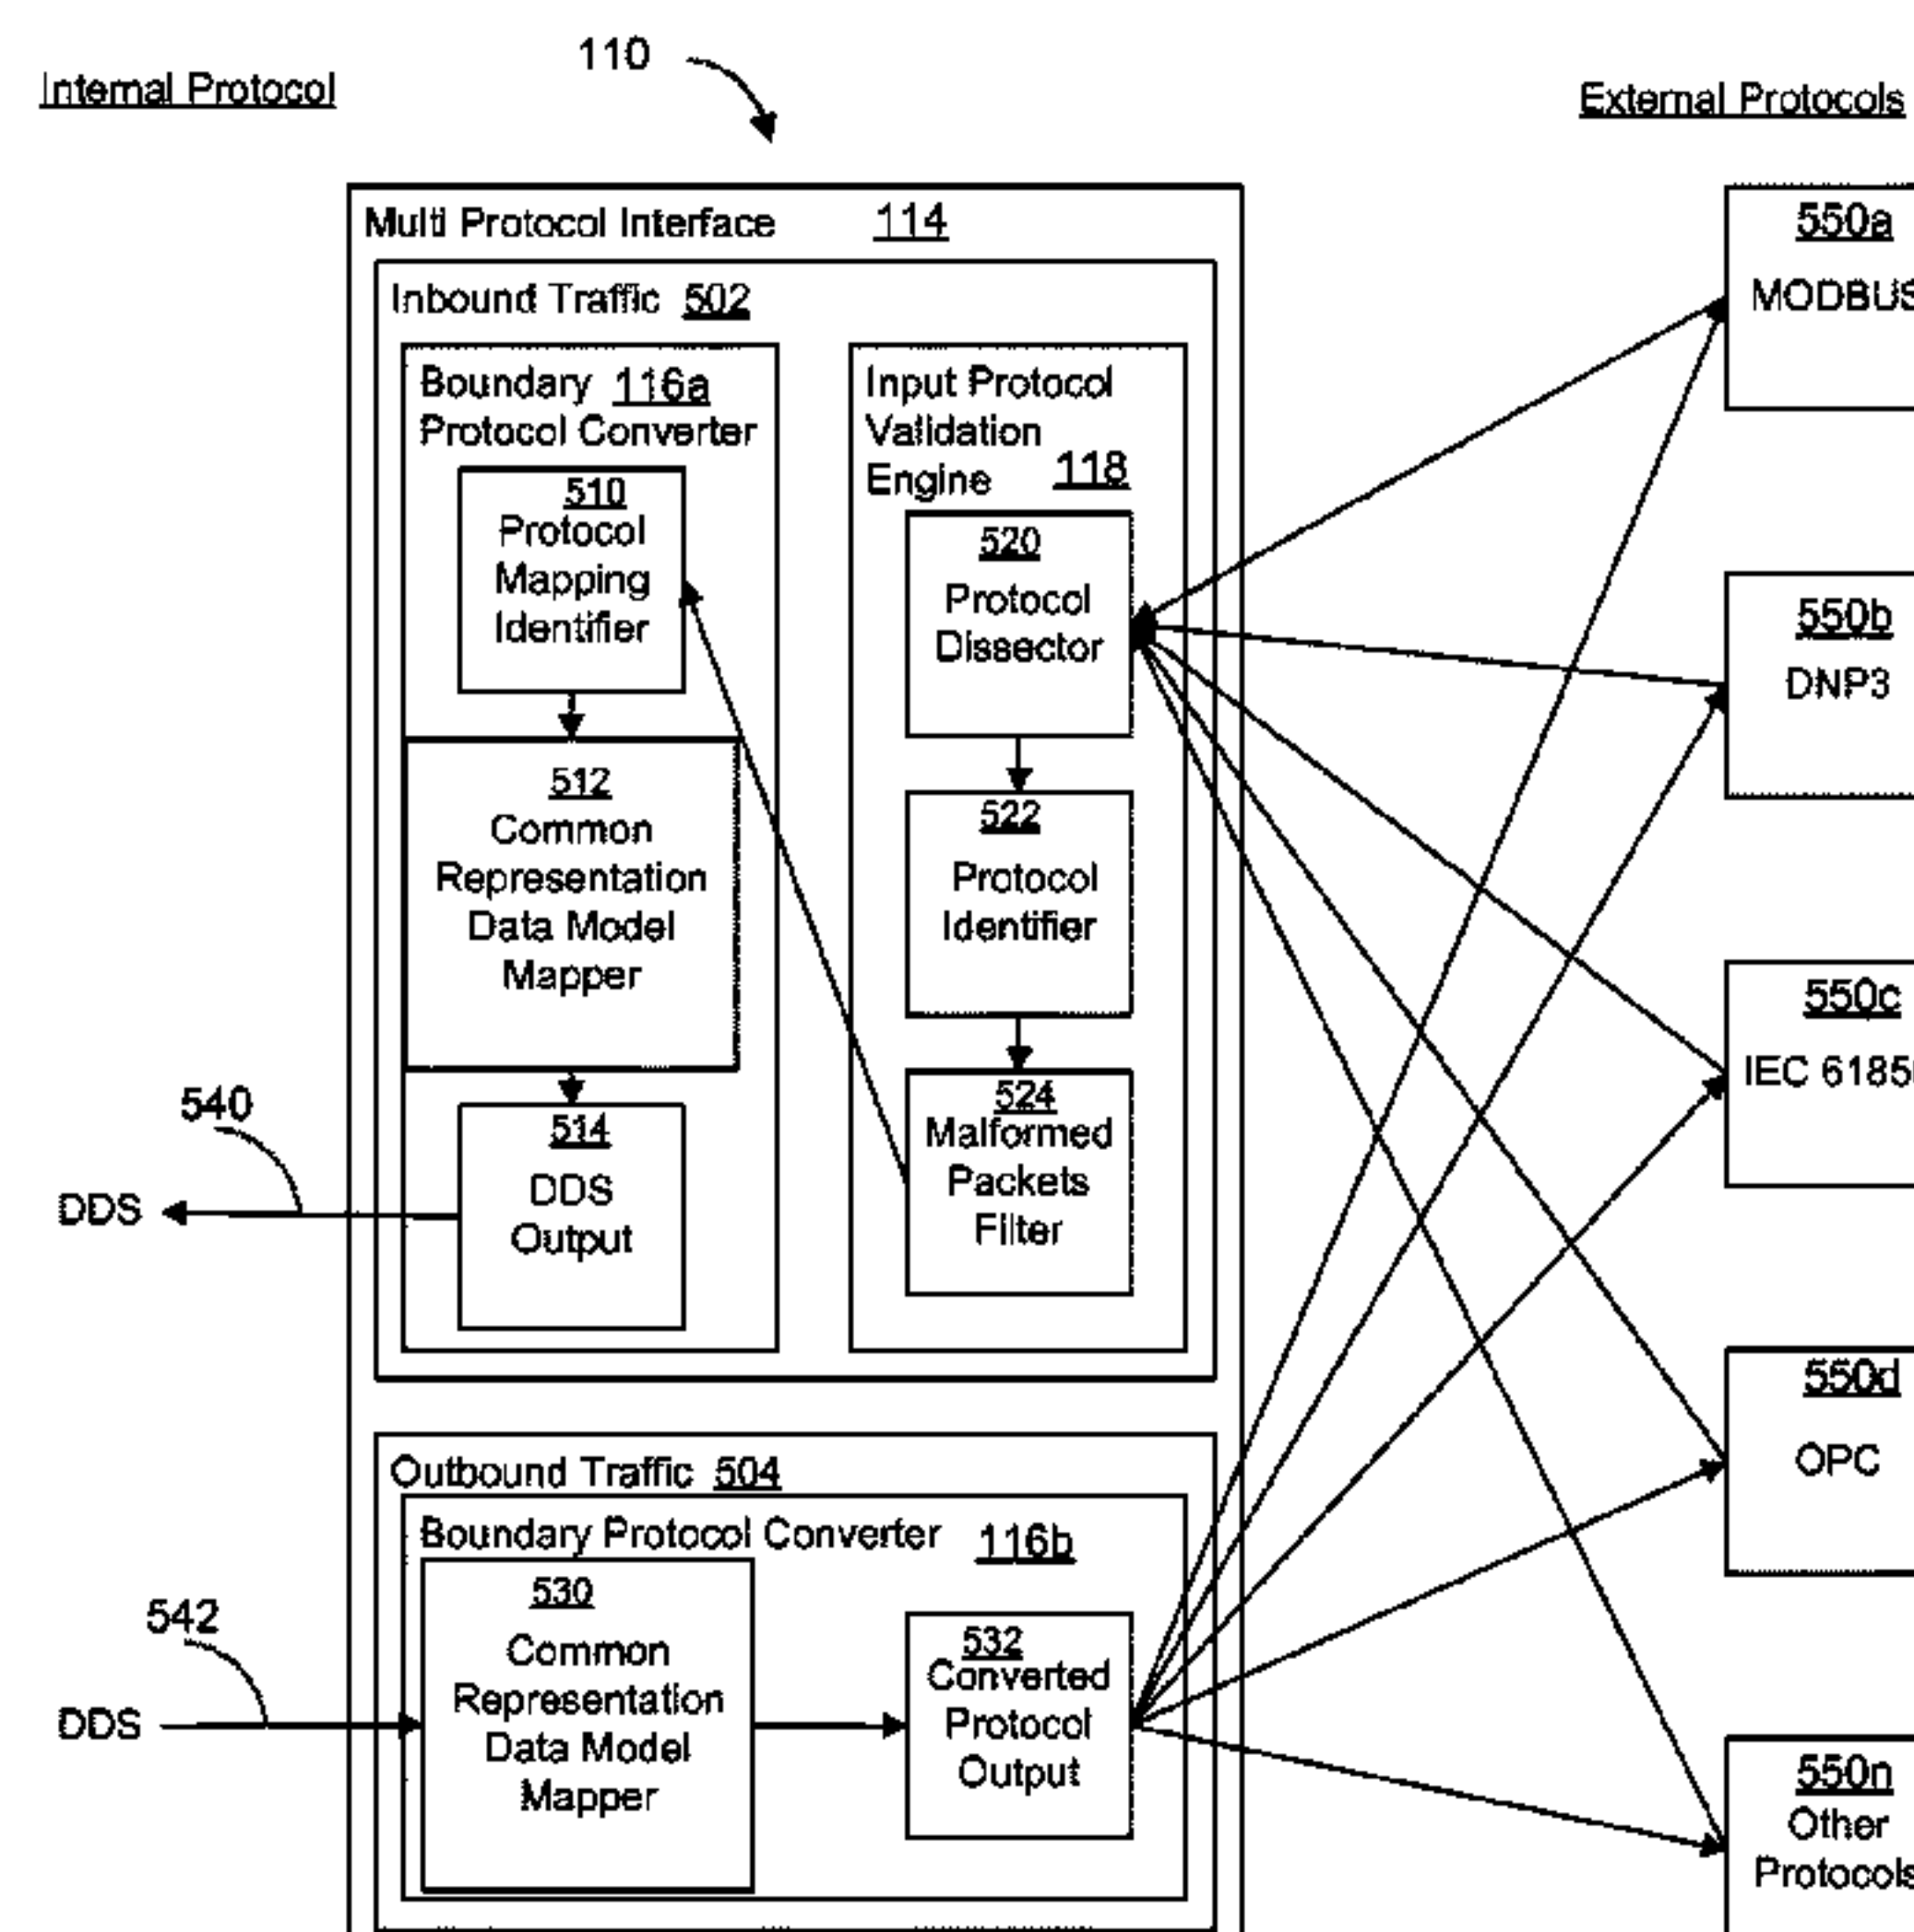 Internal Protocol
110
External Protocols
Multi Protocol Interface 114
Inbound Traffic 502
Boundary 116a
Protocol Converter
510
Protocol
Mapping
Identifier
512
Common
Representation
Data Model
Mapper
514
DDS
Output
Input Protocol
Validation
Engine 118
520
Protocol
Dissector
522
Protocol
Identifier
524
Malformed
Packets
Filter
540
DDS
Outbound Traffic 504
Boundary Protocol Converter 116b
530
Common
Representation
Data Model
Mapper
532
Converted
Protocol
Output
542
DDS
550a
MODBUS
550b
DNP3
550c
IEC 6185
550d
OPC
550n
Other
Protocols